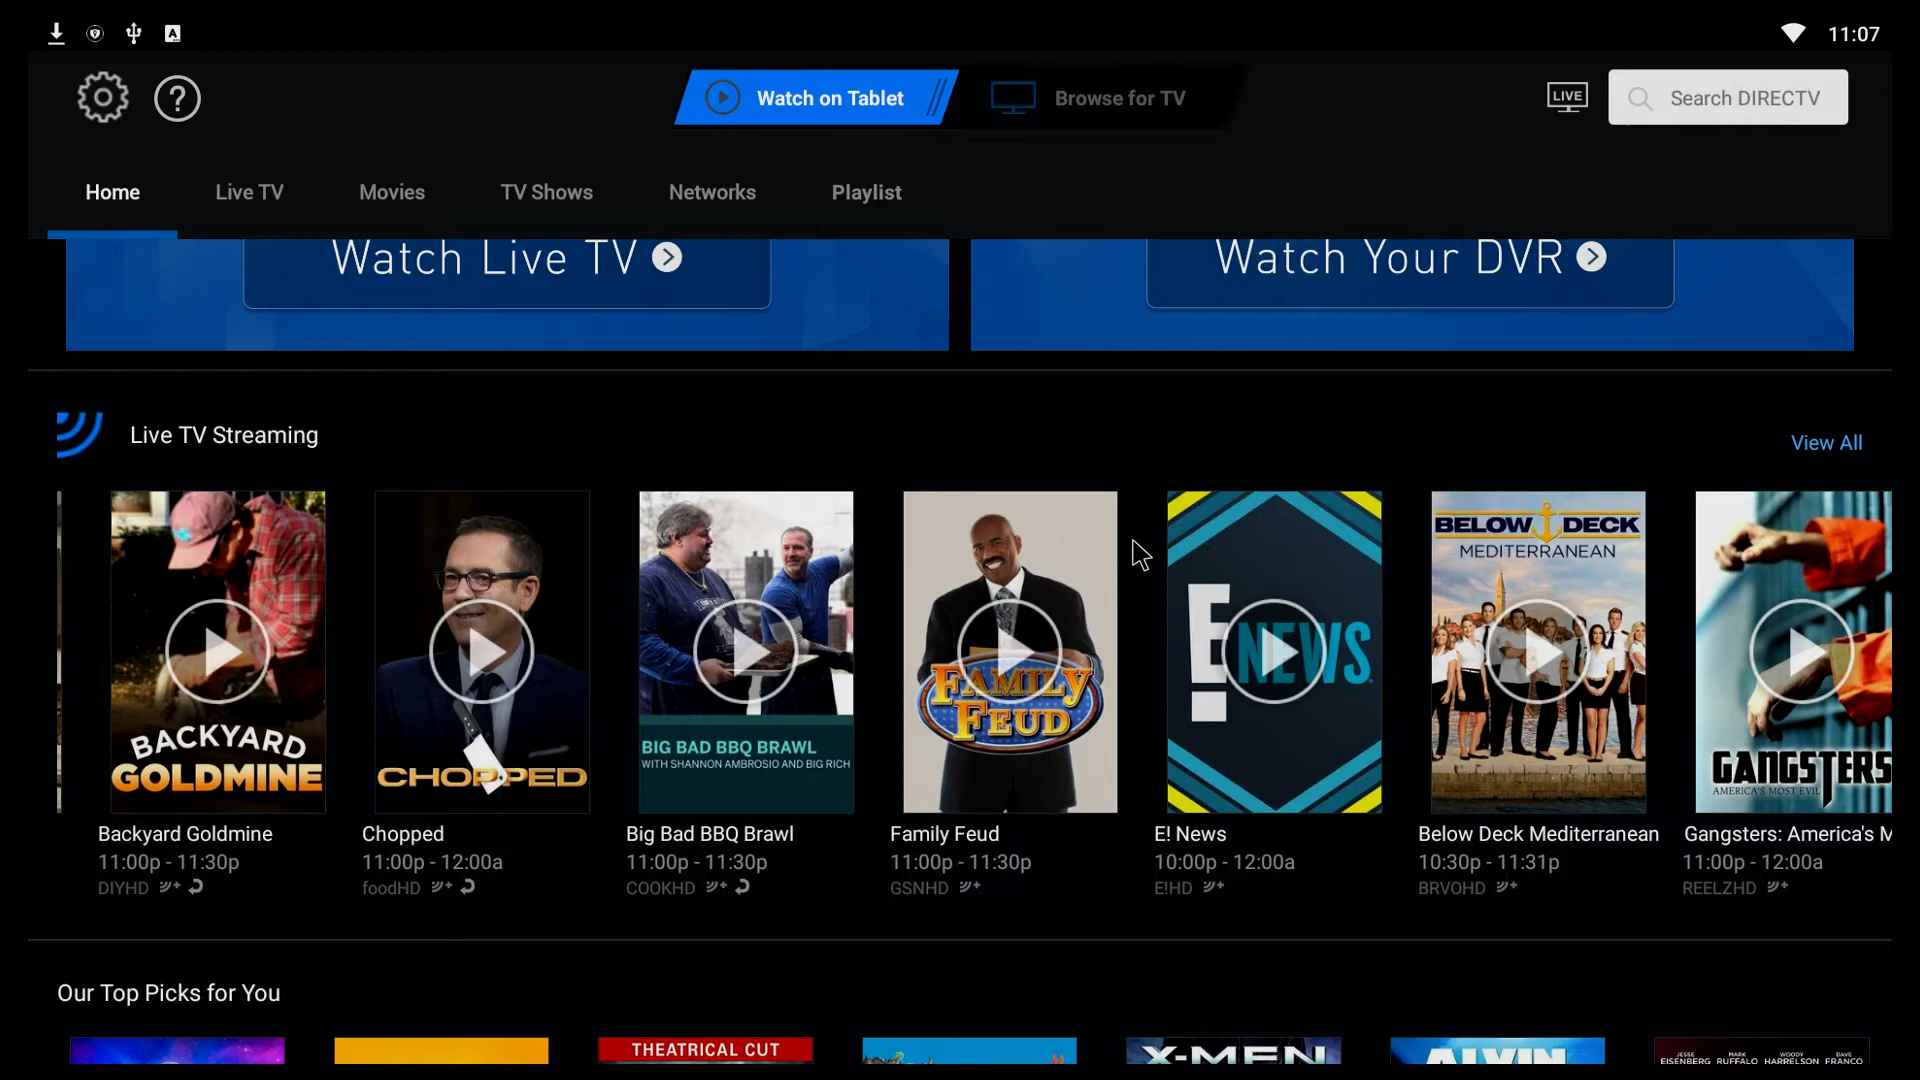 11:07
Watch on Tablet
Browse for TV
LIVE
Search DIRECTV
Home
Live TV
Movies
TV Shows
Networks
Playlist
Watch Live TV
Watch Your DVR
Live TV Streaming
View All
BACKYARD
GOLDMINE
CHOPPED
BIG BAD BBQ BRAWL
WITH SHANNON AMBROSIO AND BIG RICH
FAMILY
FEUD
E!
NEWS
BELOW DECK
MEDITERRANEAN
GANGSTERS
AMERICA'S MOST EVIL
Backyard Goldmine
11:00p - 11:30p
DIYHD
Chopped
11:00p - 12:00a
foodHD
Big Bad BBQ Brawl
11:00p - 11:30p
COOKHD
Family Feud
11:00p - 11:30p
GSNHD
E! News
10:00p - 12:00a
E!HD
Below Deck Mediterranean
10:30p - 11:31p
BRVOHD
Gangsters: America's M
11:00p - 12:00a
REELZHD
Our Top Picks for You
THEATRICAL CUT
X-MEN
ALVIN
JESSE EISENBERG
MARK RUFFALO
WOODY HARRELSON
DAVE FRANCO